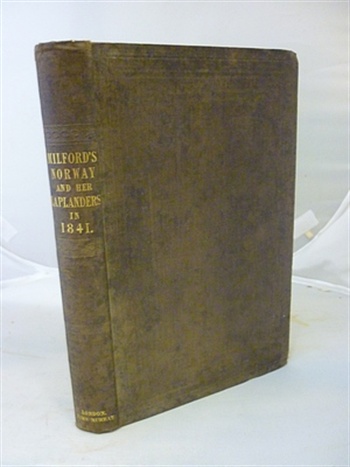 MILFORD'S
NORWAY
AND HER
LAPLANDERS
IN
1841.
LONDON,
JOHN MURRAY.